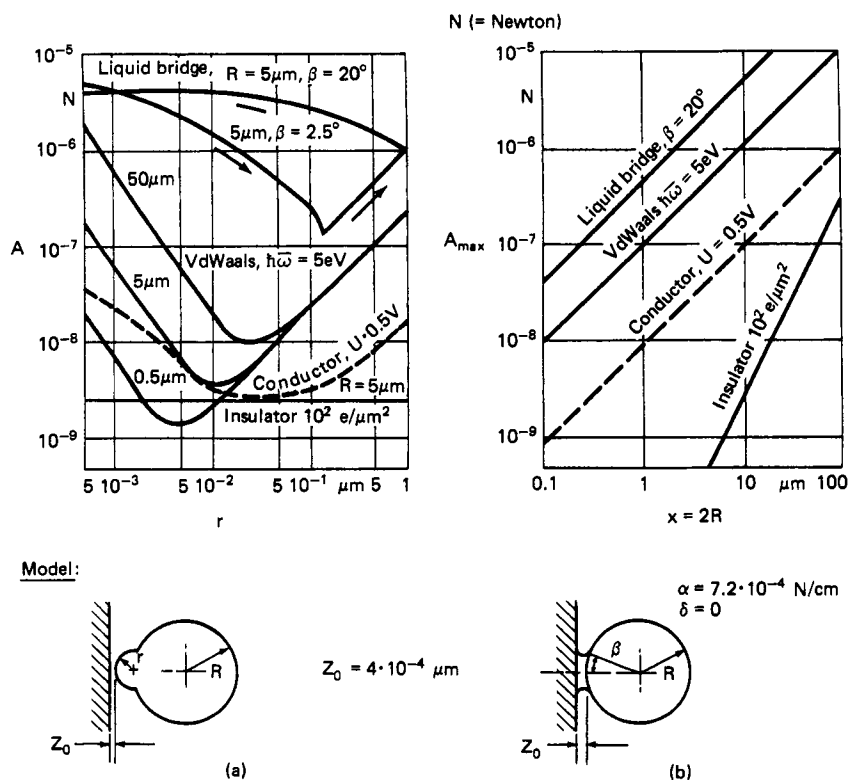 N (= Newton)
10⁻⁵
N
10⁻⁶
A
10⁻⁷
10⁻⁸
10⁻⁹
Liquid bridge,
R = 5μm, β = 20°
5μm, β = 2.5°
50μm
VdWaals, ħω̅ = 5eV
5μm
0.5μm
Conductor, U·0.5V
R = 5μm
Insulator 10² e/μm²
5 10⁻³ 5 10⁻² 5 10⁻¹ μm 5 1
r
10⁻⁵
N
10⁻⁶
A_max
10⁻⁷
10⁻⁸
10⁻⁹
Liquid bridge, β = 20°
VdWaals ħω̅ = 5eV
Conductor, U = 0.5V
Insulator 10² e/μm²
0.1 1 10 μm 100
x = 2R
Model:
r
R
Z₀ = 4·10⁻⁴ μm
Z₀
(a)
α = 7.2·10⁻⁴ N/cm
δ = 0
β
R
Z₀
(b)